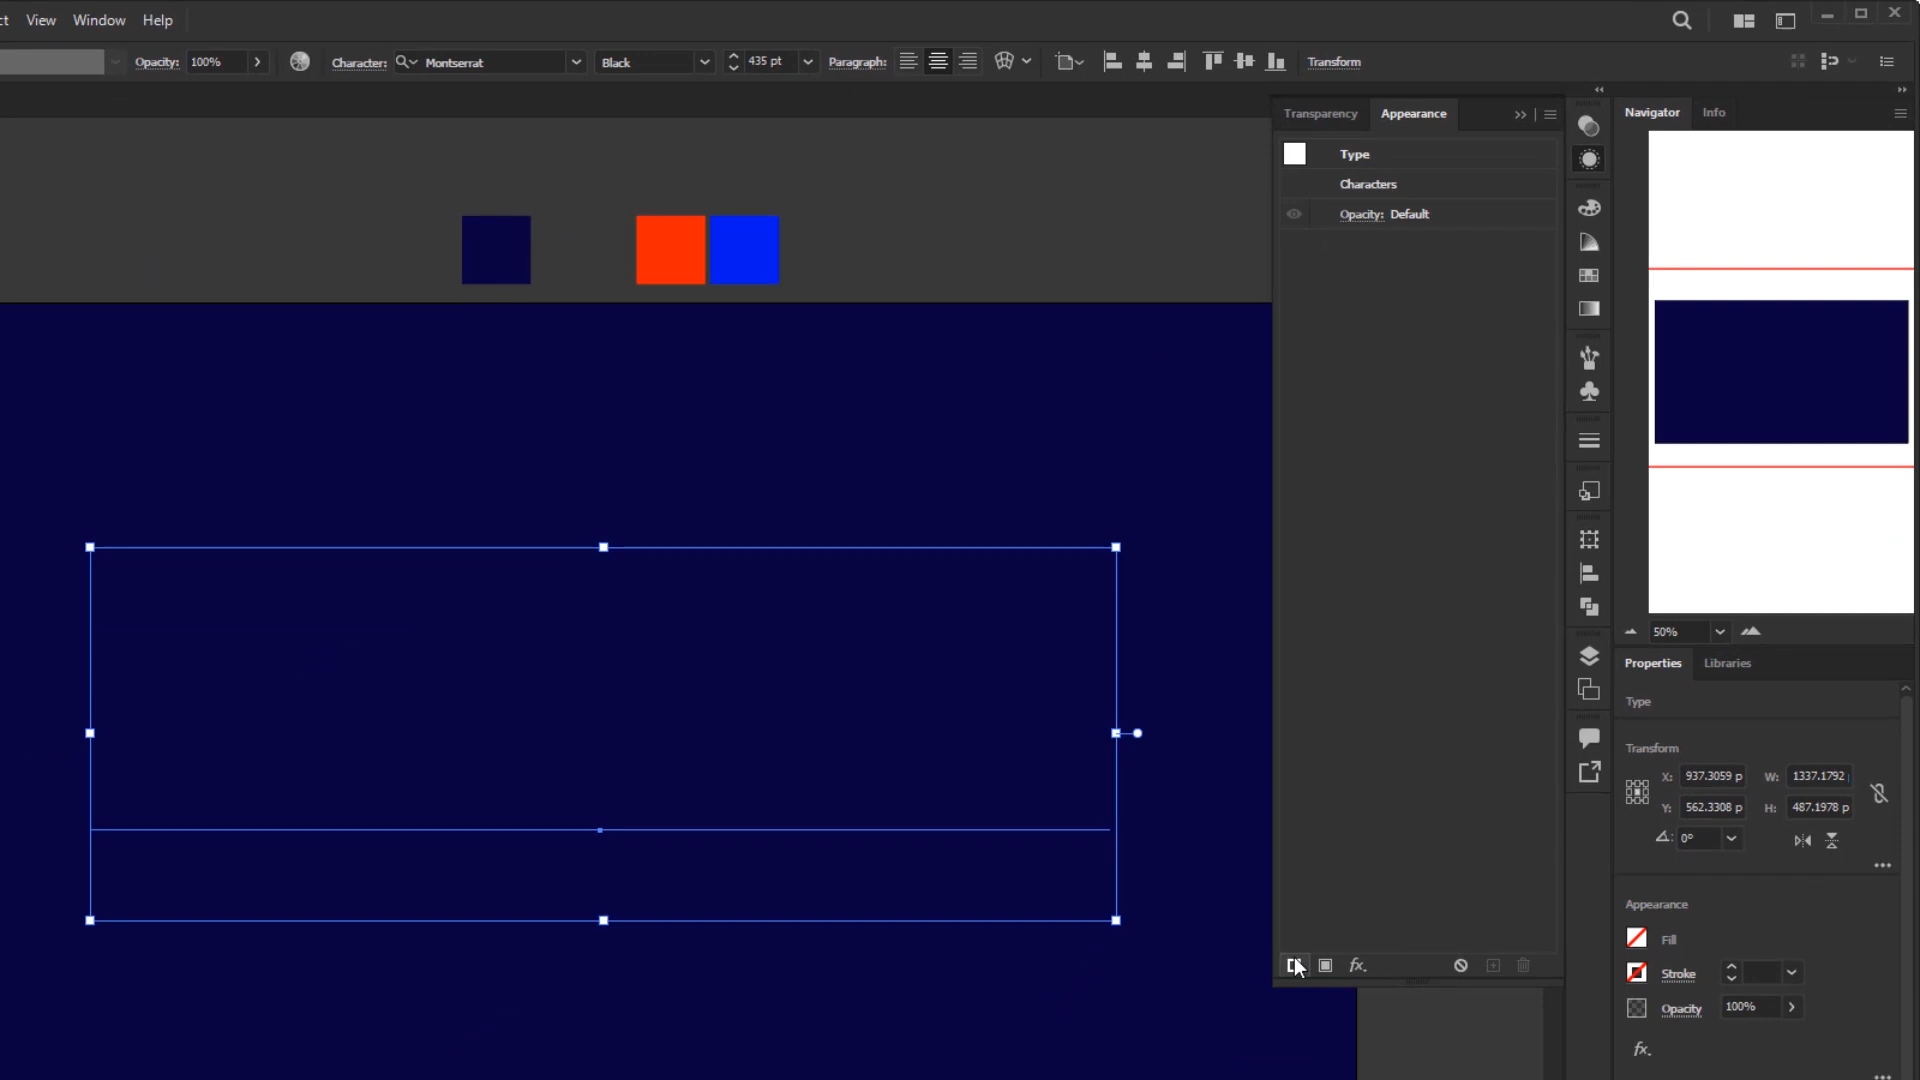 ct View Window Help
Opacity: 100% Character: Montserrat Black 435 pt Paragraph: Transform
Transparency Appearance
Type
Characters
Opacity: Default
fx.
Navigator Info
50%
Properties Libraries
Type
Transform
X: 937.3059 p W: 1337.1792
Y: 562.3308 p H: 487.1978 p
0°
Appearance
Fill
Stroke
Opacity 100%
fx.